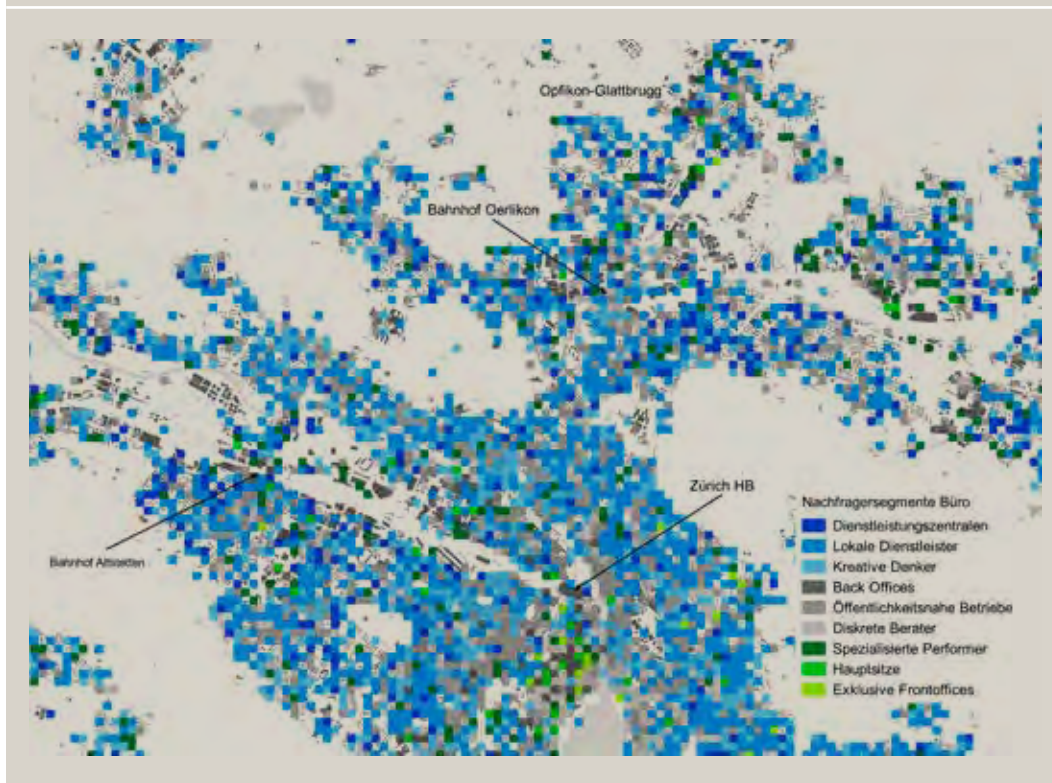 Opfikon-Glattbrugg
Bahnhof Oerlikon
Zürich HB
Bahnhof Altstetten
Nachfragersegmente Büro
Dienstleistungszentralen
Lokale Dienstleister
Kreative Denker
Back Offices
Öffentlichkeitsnahe Betriebe
Diskrete Berater
Spezialisierte Performer
Hauptsitze
Exklusive Frontoffices